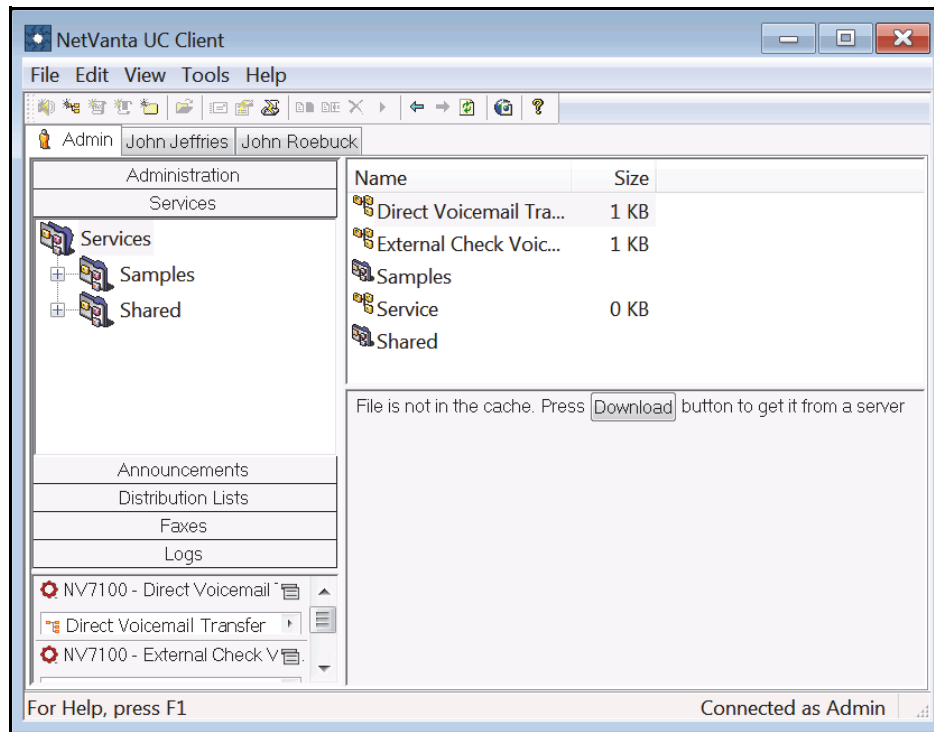 NetVanta UC Client
File Edit View Tools Help
Admin John Jeffries John Roebuck
Administration
Services
Services
Samples
Shared
Announcements
Distribution Lists
Faxes
Logs
NV7100 - Direct Voicemail
Direct Voicemail Transfer
NV7100 - External Check V
Name Size
Direct Voicemail Tra... 1 KB
External Check Voic... 1 KB
Samples
Service 0 KB
Shared
File is not in the cache. Press Download button to get it from a server
For Help, press F1 Connected as Admin